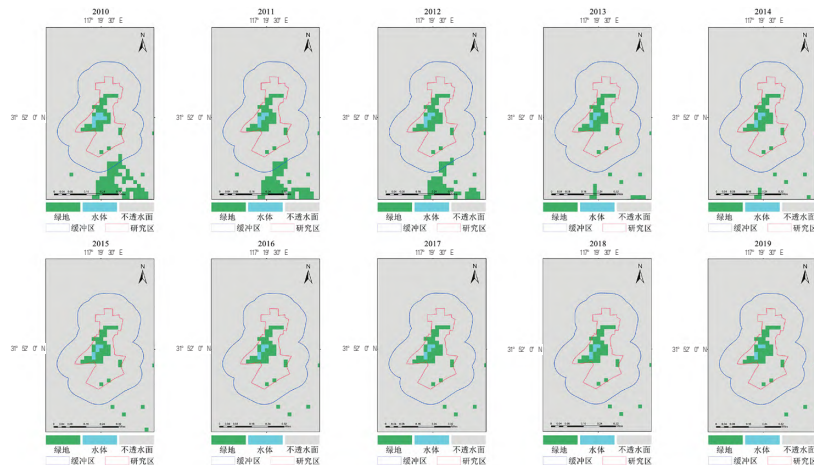 2010 2011 2012 2013 2014
117° 19′ 30″ E 117° 19′ 30″ E 117° 19′ 30″ E 117° 19′ 30″ E 117° 19′ 30″ E
N N N N N
31° 52′ 0″ N 31° 52′ 0″ N 31° 52′ 0″ N 31° 52′ 0″ N 31° 52′ 0″ N
绿地 水体 不透水面 绿地 水体 不透水面 绿地 水体 不透水面 绿地 水体 不透水面 绿地 水体 不透水面
缓冲区 研究区 缓冲区 研究区 缓冲区 研究区 缓冲区 研究区 缓冲区 研究区
2015 2016 2017 2018 2019
117° 19′ 30″ E 117° 19′ 30″ E 117° 19′ 30″ E 117° 19′ 30″ E 117° 19′ 30″ E
N N N N N
31° 52′ 0″ N 31° 52′ 0″ N 31° 52′ 0″ N 31° 52′ 0″ N 31° 52′ 0″ N
绿地 水体 不透水面 绿地 水体 不透水面 绿地 水体 不透水面 绿地 水体 不透水面 绿地 水体 不透水面
缓冲区 研究区 缓冲区 研究区 缓冲区 研究区 缓冲区 研究区 缓冲区 研究区